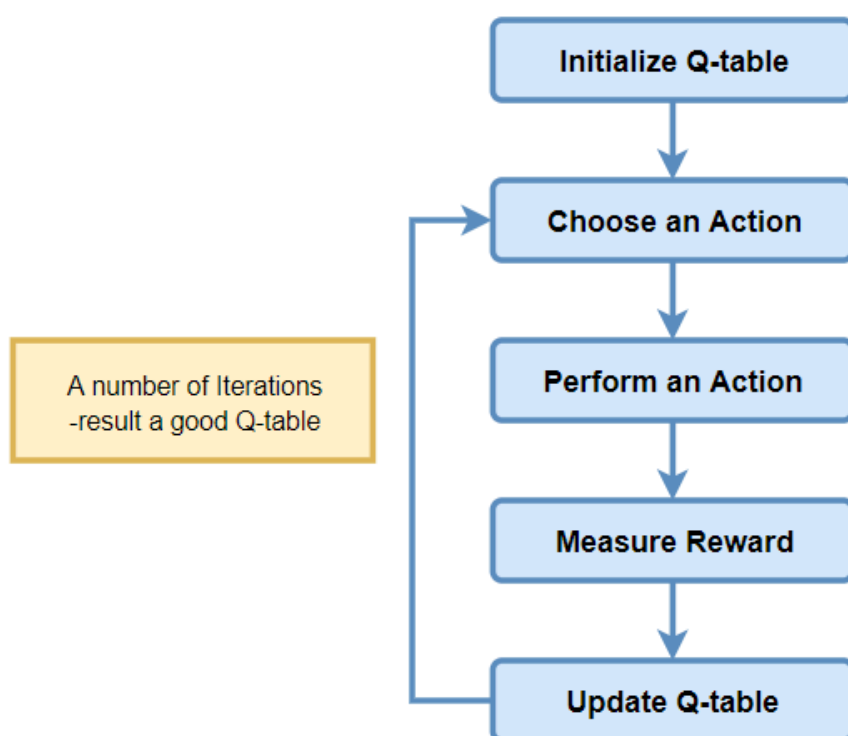 Initialize Q-table
Choose an Action
A number of Iterations
-result a good Q-table
Perform an Action
Measure Reward
Update Q-table